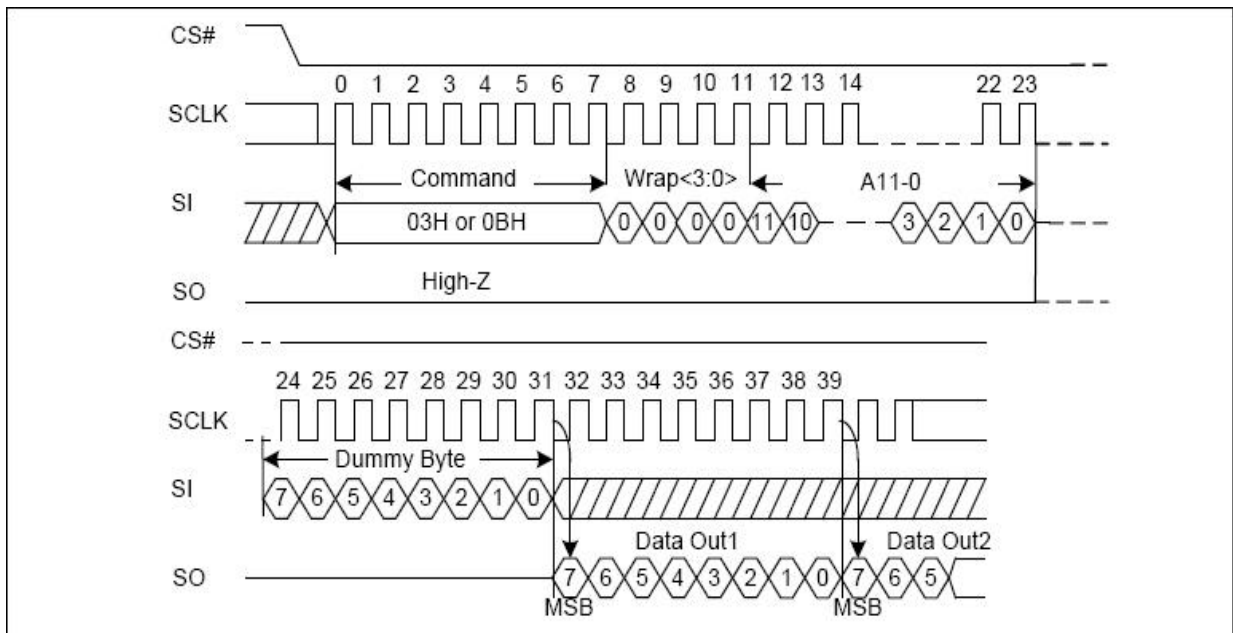 CS#
0 1 2 3 4 5 6 7 8 9 10 11 12 13 14 22 23
SCLK
Command Wrap<3:0> A11-0
SI
03H or 0BH 0 0 0 0 11 10 3 2 1 0
High-Z
SO
CS#
24 25 26 27 28 29 30 31 32 33 34 35 36 37 38 39
SCLK
Dummy Byte
SI
7 6 5 4 3 2 1 0
Data Out1 Data Out2
SO
7 6 5 4 3 2 1 0 7 6 5
MSB MSB